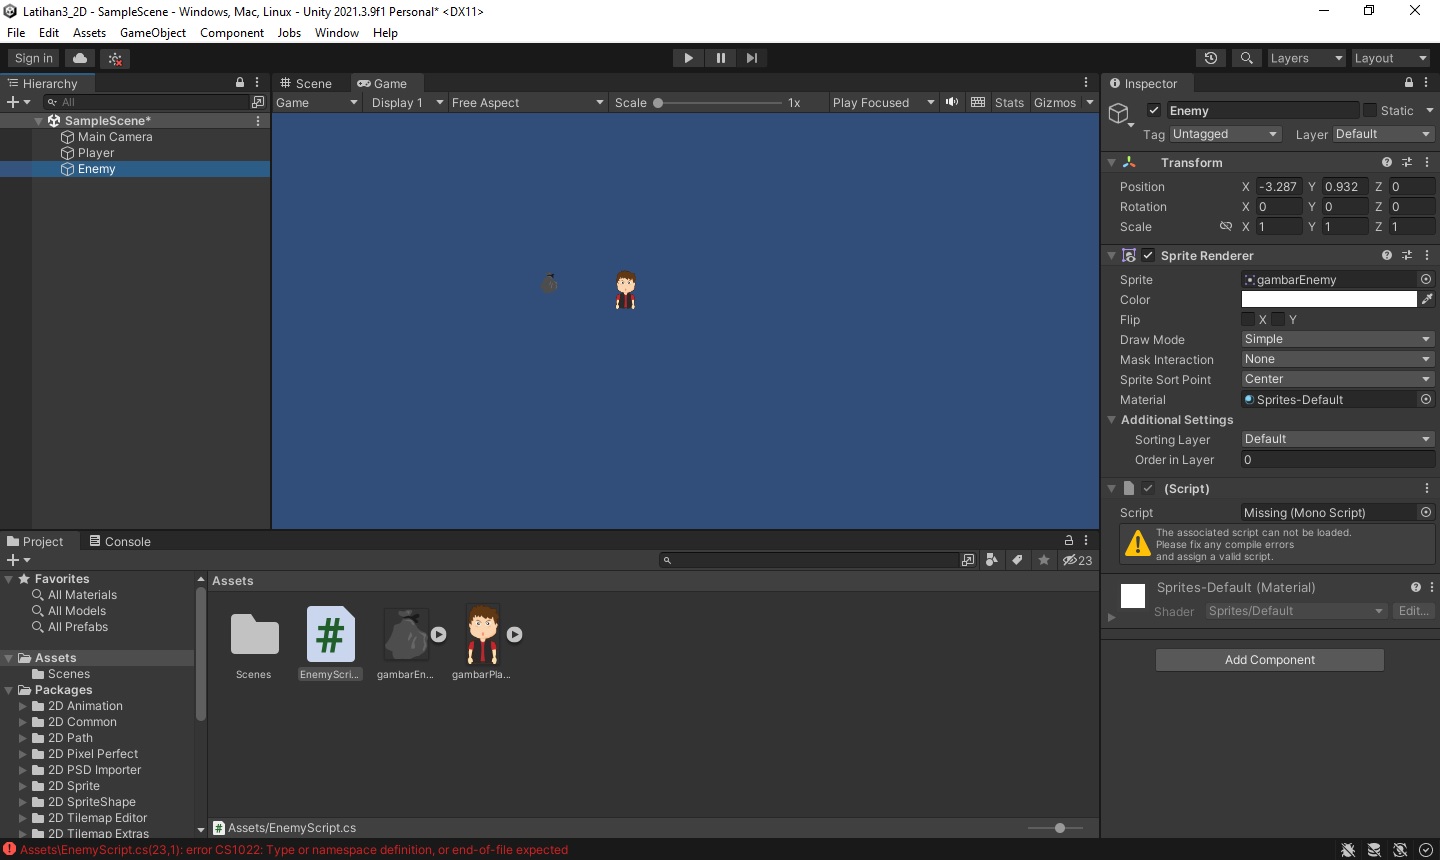 Latihan3_2D - SampleScene - Windows, Mac, Linux - Unity 2021.3.9f1 Personal* <DX11>
File Edit Assets GameObject Component Jobs Window Help
Sign in Layers Layout
Hierarchy Scene Game Inspector
All Game Display 1 Free Aspect Scale 1x Play Focused Stats Gizmos
SampleScene*
Main Camera
Player
Enemy
Enemy Static
Tag Untagged Layer Default
Transform
Position X -3.287 Y 0.932 Z 0
Rotation X 0 Y 0 Z 0
Scale X 1 Y 1 Z 1
Sprite Renderer
Sprite gambarEnemy
Color
Flip X Y
Draw Mode Simple
Mask Interaction None
Sprite Sort Point Center
Material Sprites-Default
Additional Settings
Sorting Layer Default
Order in Layer 0
(Script)
Script Missing (Mono Script)
The associated script can not be loaded.
Please fix any compile errors
and assign a valid script.
Sprites-Default (Material)
Shader Sprites/Default Edit...
Add Component
Project Console
23
Favorites
All Materials
All Models
All Prefabs
Assets
Scenes
Packages
2D Animation
2D Common
2D Path
2D Pixel Perfect
2D PSD Importer
2D Sprite
2D SpriteShape
2D Tilemap Editor
2D Tilemap Extras
Assets
Scenes EnemyScri... gambarEn... gambarPla...
Assets/EnemyScript.cs
Assets\EnemyScript.cs(23,1): error CS1022: Type or namespace definition, or end-of-file expected